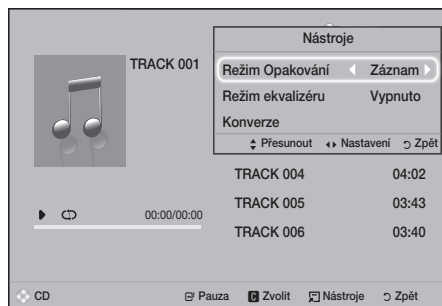 Nástroje
TRACK 001
Režim Opakování Záznam
Režim ekvalizéru Vypnuto
Konverze
Přesunout Nastavení Zpět
TRACK 004 04:02
TRACK 005 03:43
00:00/00:00
TRACK 006 03:40
CD Pauza C Zvolit Nástroje Zpět